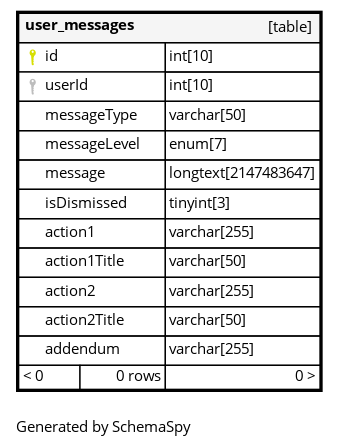 user_messages [table]
id int[10]
userId int[10]
messageType varchar[50]
messageLevel enum[7]
message longtext[2147483647]
isDismissed tinyint[3]
action1 varchar[255]
action1Title varchar[50]
action2 varchar[255]
action2Title varchar[50]
addendum varchar[255]
< 0 0 rows 0 >
Generated by SchemaSpy